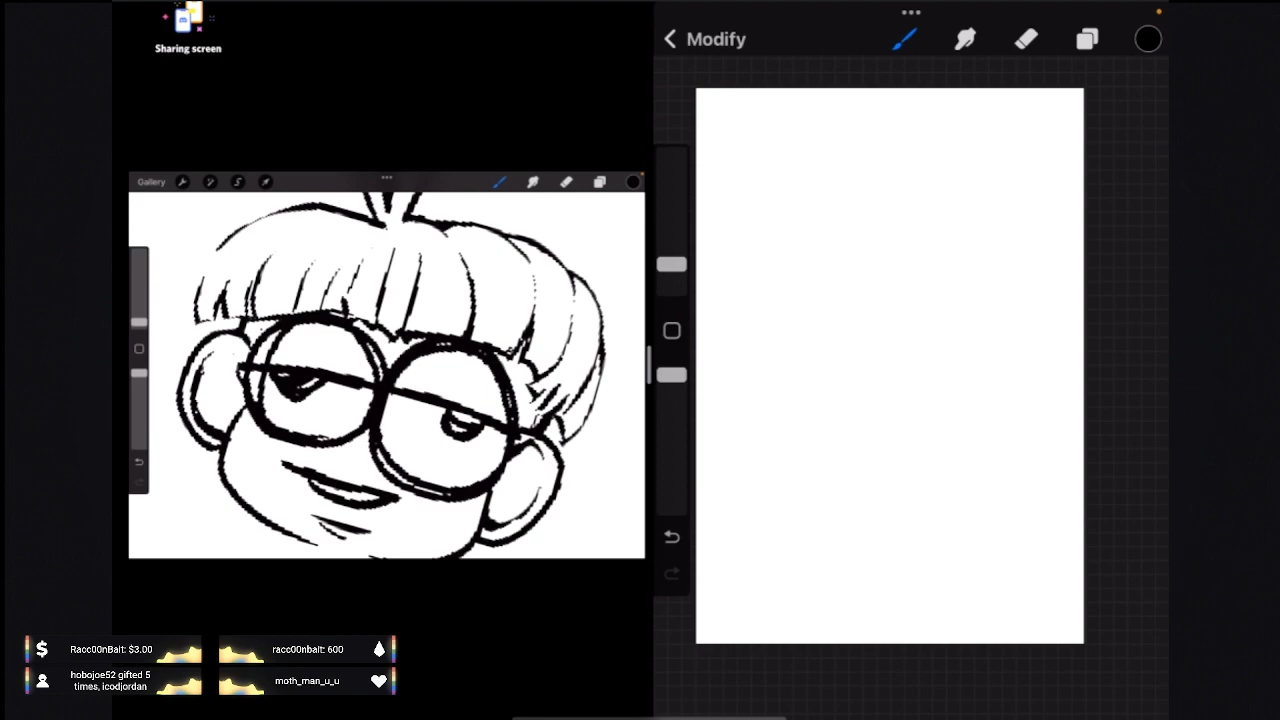 Sharing screen
Modify
Gallery
S
$ Racc00nBait: $3.00
racc00nbait: 600
hobojoe52 gifted 5
times, icodjordan
moth_man_u_u